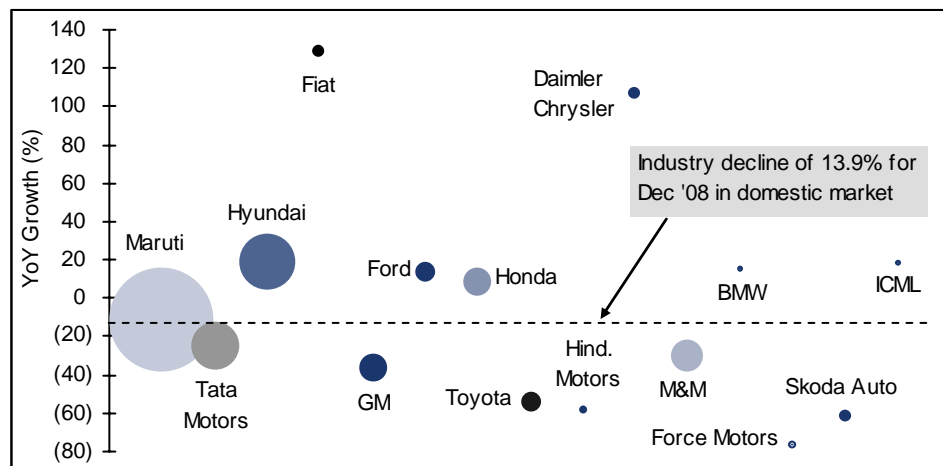 YoY Growth (%)
140
120
100
80
60
40
20
0
(20)
(40)
(60)
(80)
Fiat
Daimler
Chrysler
Industry decline of 13.9% for
Dec '08 in domestic market
Hyundai
Maruti
Ford
Honda
BMW
ICML
Tata
Motors
GM
Toyota
Hind.
Motors
M&M
Skoda Auto
Force Motors